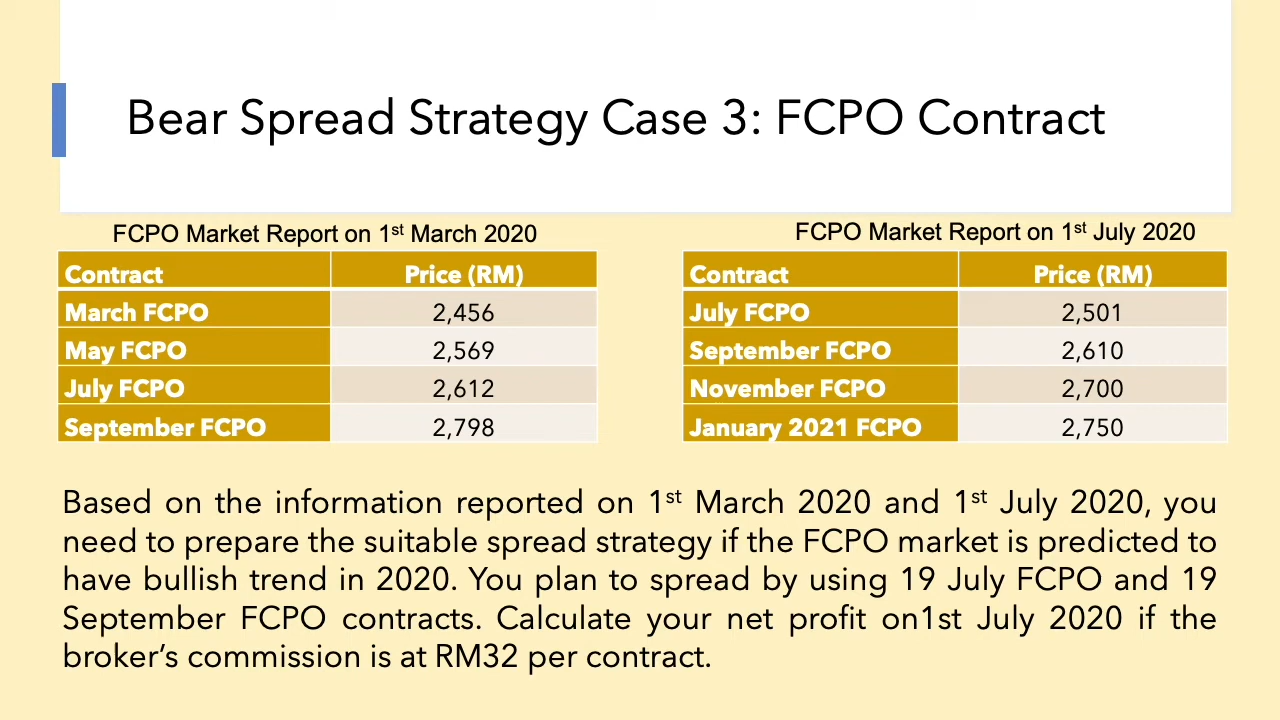 Bear Spread Strategy Case 3: FCPO Contract
FCPO Market Report on 1st March 2020
Contract Price (RM)
March FCPO 2,456
May FCPO 2,569
July FCPO 2,612
September FCPO 2,798
FCPO Market Report on 1st July 2020
Contract Price (RM)
July FCPO 2,501
September FCPO 2,610
November FCPO 2,700
January 2021 FCPO 2,750
Based on the information reported on 1st March 2020 and 1st July 2020, you
need to prepare the suitable spread strategy if the FCPO market is predicted to
have bullish trend in 2020. You plan to spread by using 19 July FCPO and 19
September FCPO contracts. Calculate your net profit on1st July 2020 if the
broker's commission is at RM32 per contract.